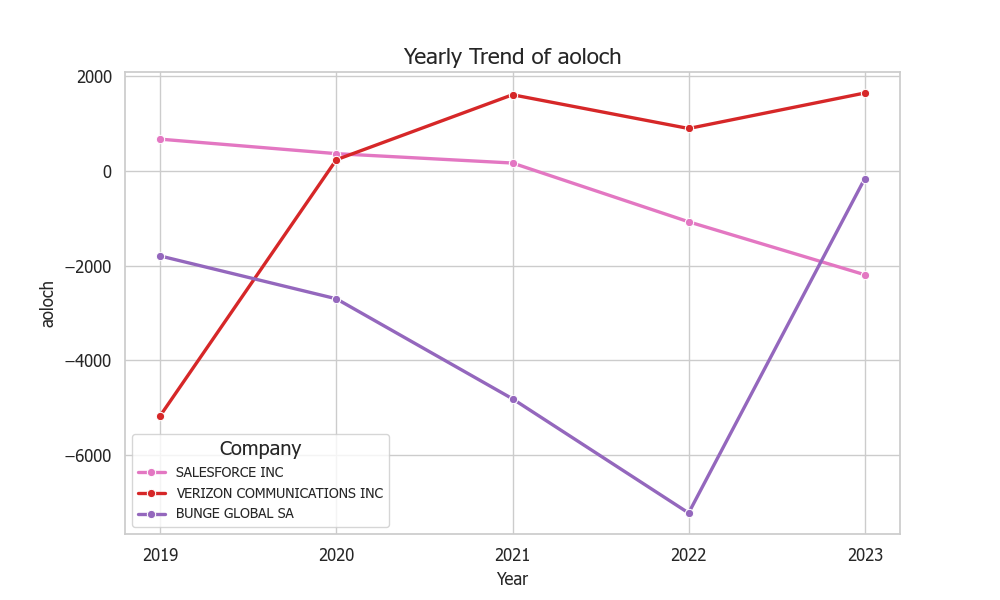 Yearly Trend of aoloch
aoloch
2000
0
−2000
−4000
−6000
Company
SALESFORCE INC
VERIZON COMMUNICATIONS INC
BUNGE GLOBAL SA
2019 2020 2021 2022 2023
Year